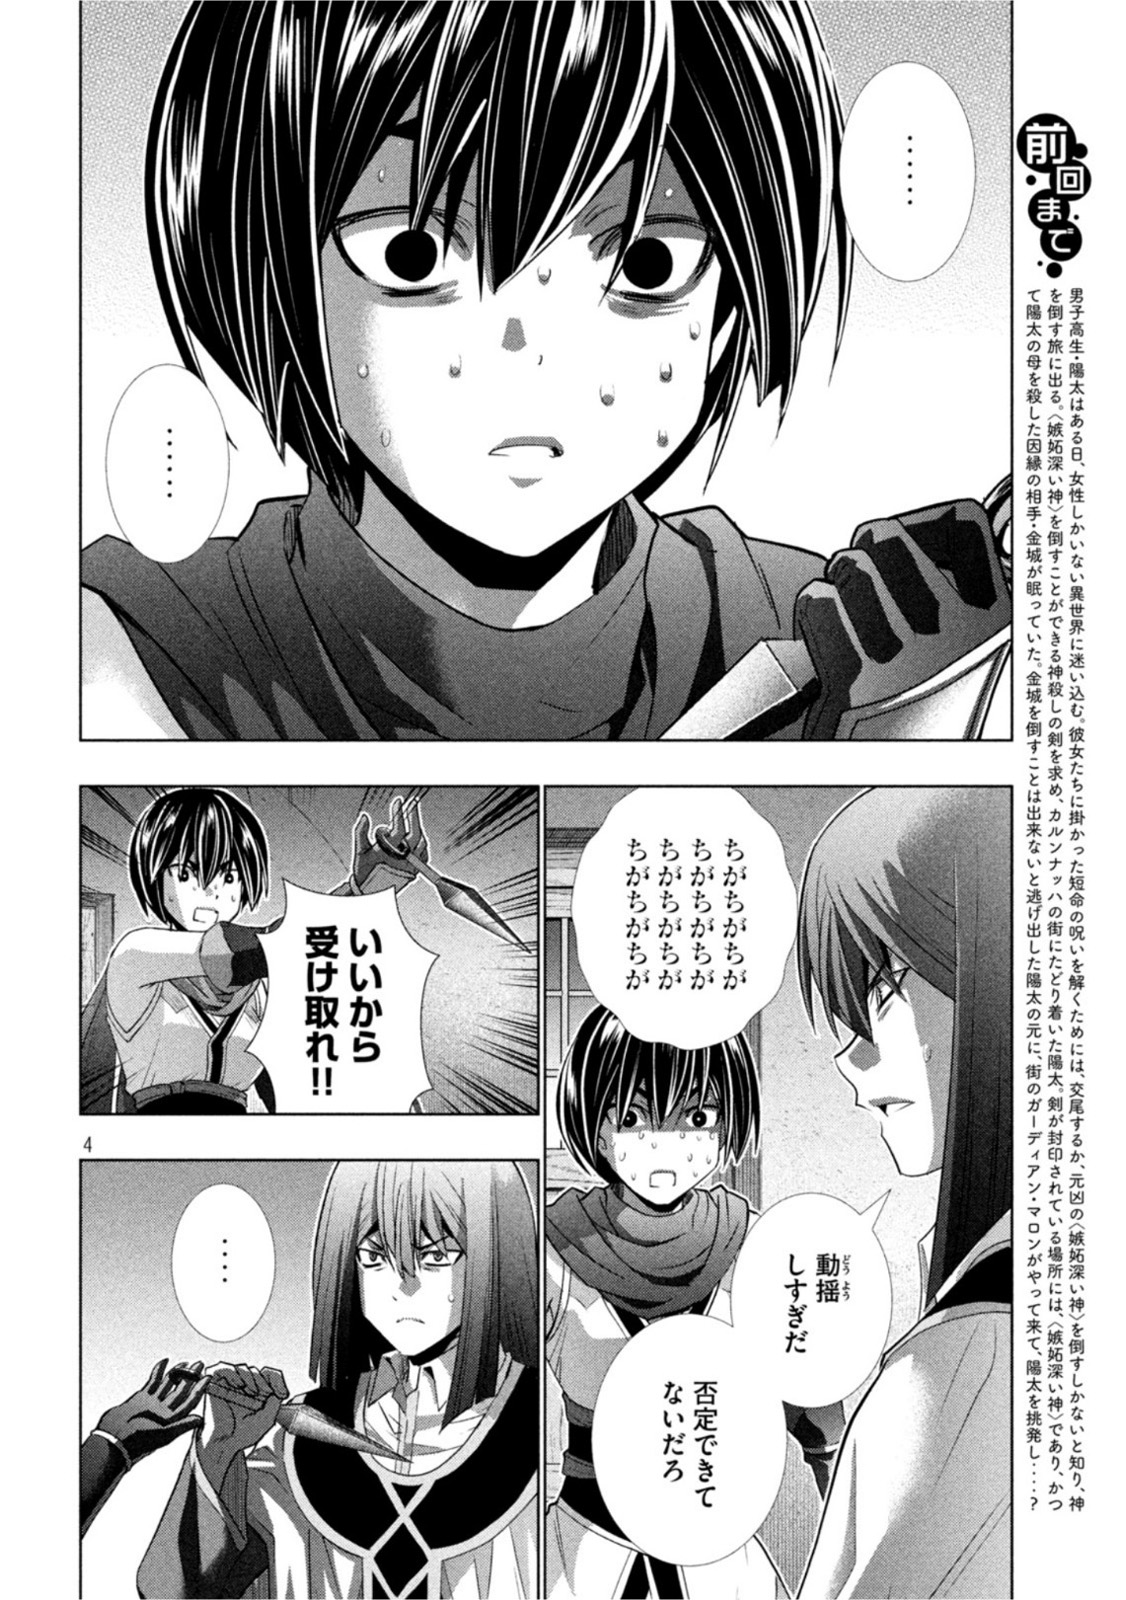 前回まで
男子高生・陽太はある日、女性しかいない異世界に迷い込む。彼女たちに掛かった短命の呪いを解くためには、交尾するか、元凶の〈嫉妬深い神〉を倒すしかないと知り、神
を倒す旅に出る。〈嫉妬深い神〉を倒すことができる神殺しの剣を求め、カルンナッハの街にたどり着いた陽太。剣が封印されている場所には、〈嫉妬深い神〉であり、かつ
て陽太の母を殺した因縁の相手・金城が眠っていた。金城を倒すことは出来ないと逃げ出した陽太の元に、街のガーディアン・マロンがやって来て、陽太を挑発し‥‥？
……
……
ちがちがちが
ちがちがちが
ちがちがちが
ちがちがちが
動揺
どうよう
しすぎだ
否定できて
ないだろ
いいから
受け取れ!!
…
4